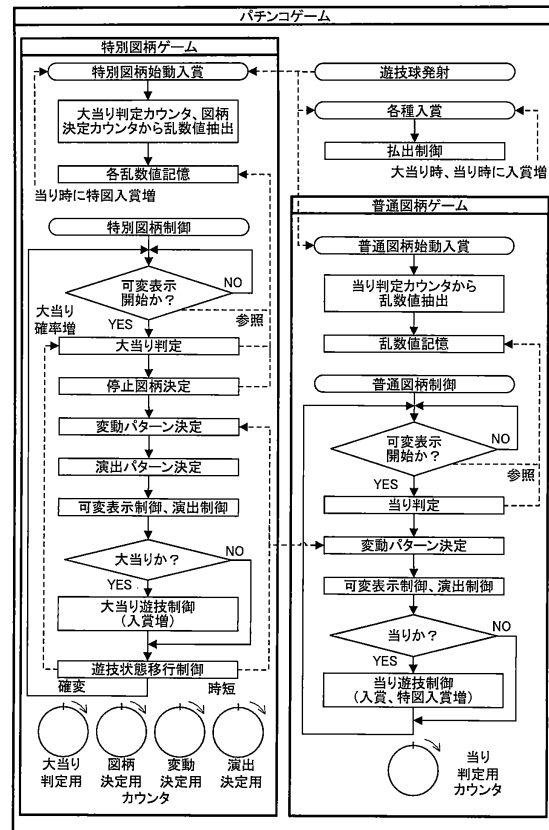 パチンコゲーム
特別図柄ゲーム
特別図柄始動入賞
大当り判定カウンタ、図柄
決定カウンタから乱数値抽出
各乱数値記憶
当り時に特図入賞増
特別図柄制御
可変表示
開始か？
NO
YES
参照
大当り
確率増
大当り判定
停止図柄決定
変動パターン決定
演出パターン決定
可変表示制御、演出制御
大当りか？
NO
YES
大当り遊技制御
(入賞増)
遊技状態移行制御
確変
時短
大当り
判定用
図柄
決定用
変動
決定用
演出
決定用
カウンタ
遊技球発射
各種入賞
払出制御
大当り時、当り時に入賞増
普通図柄ゲーム
普通図柄始動入賞
当り判定カウンタから
乱数値抽出
乱数値記憶
普通図柄制御
可変表示
開始か？
NO
YES
参照
当り判定
変動パターン決定
可変表示制御、演出制御
当りか？
NO
YES
当り遊技制御
(入賞、特図入賞増)
当り
判定用
カウンタ